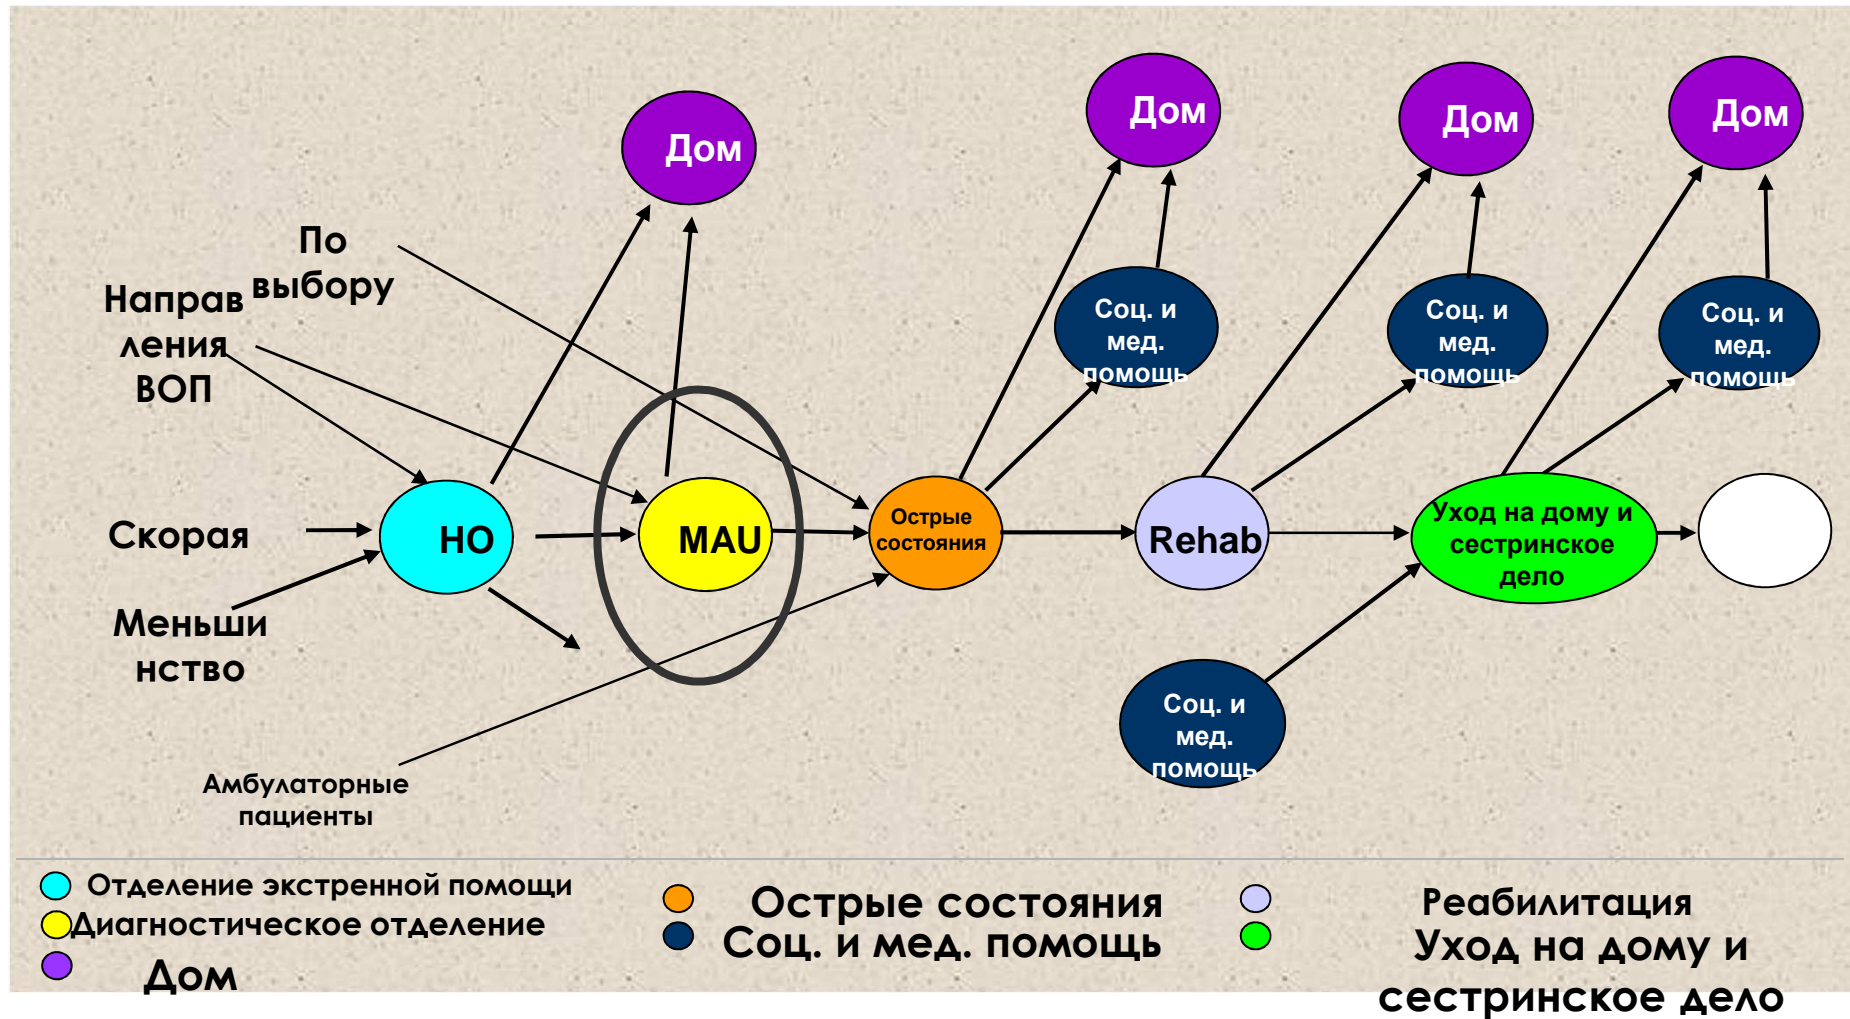 Дом
Дом
Дом
Дом
По
выбору
Направ
ления
ВОП
Соц. и
мед.
помощь
Соц. и
мед.
помощь
Соц. и
мед.
помощь
Скорая
НО
MAU
Острые
состояния
Rehab
Уход на дому и
сестринское
дело
Меньши
нство
Соц. и
мед.
помощь
Амбулаторные
пациенты
Отделение экстренной помощи
Диагностическое отделение
Дом
Острые состояния
Соц. и мед. помощь
Реабилитация
Уход на дому и
сестринское дело